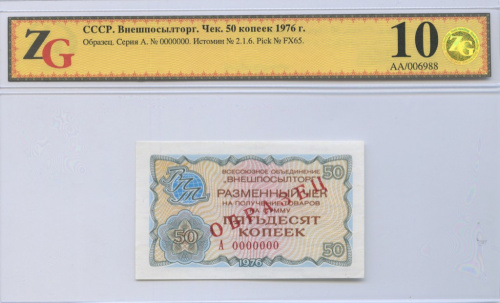 ZG
СССР. Внешпосылторг. Чек. 50 копеек 1976 г.
Образец. Серия А. № 0000000. Истомин № 2.1.6. Pick № FX65.
10
ZG
AA/006988
ВПТ
50
ВСЕСОЮЗНОЕ ОБЪЕДИНЕНИЕ
"ВНЕШПОСЫЛТОРГ"
РАЗМЕННЫЙ ЧЕК
НА ПОЛУЧЕНИЕ ТОВАРОВ
НА СУММУ
ПЯТЬДЕСЯТ
КОПЕЕК
ОБРАЗЕЦ
50
А 0000000
50
1976